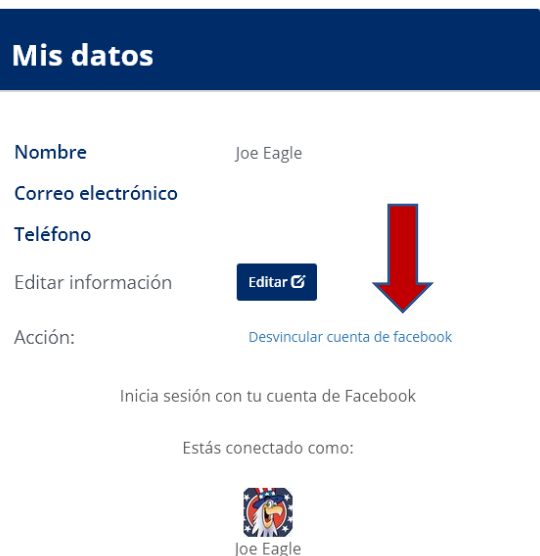 Mis datos
Nombre Joe Eagle
Correo electrónico
Teléfono
Editar información Editar
Acción: Desvincular cuenta de facebook
Inicia sesión con tu cuenta de Facebook
Estás conectado como:
Joe Eagle